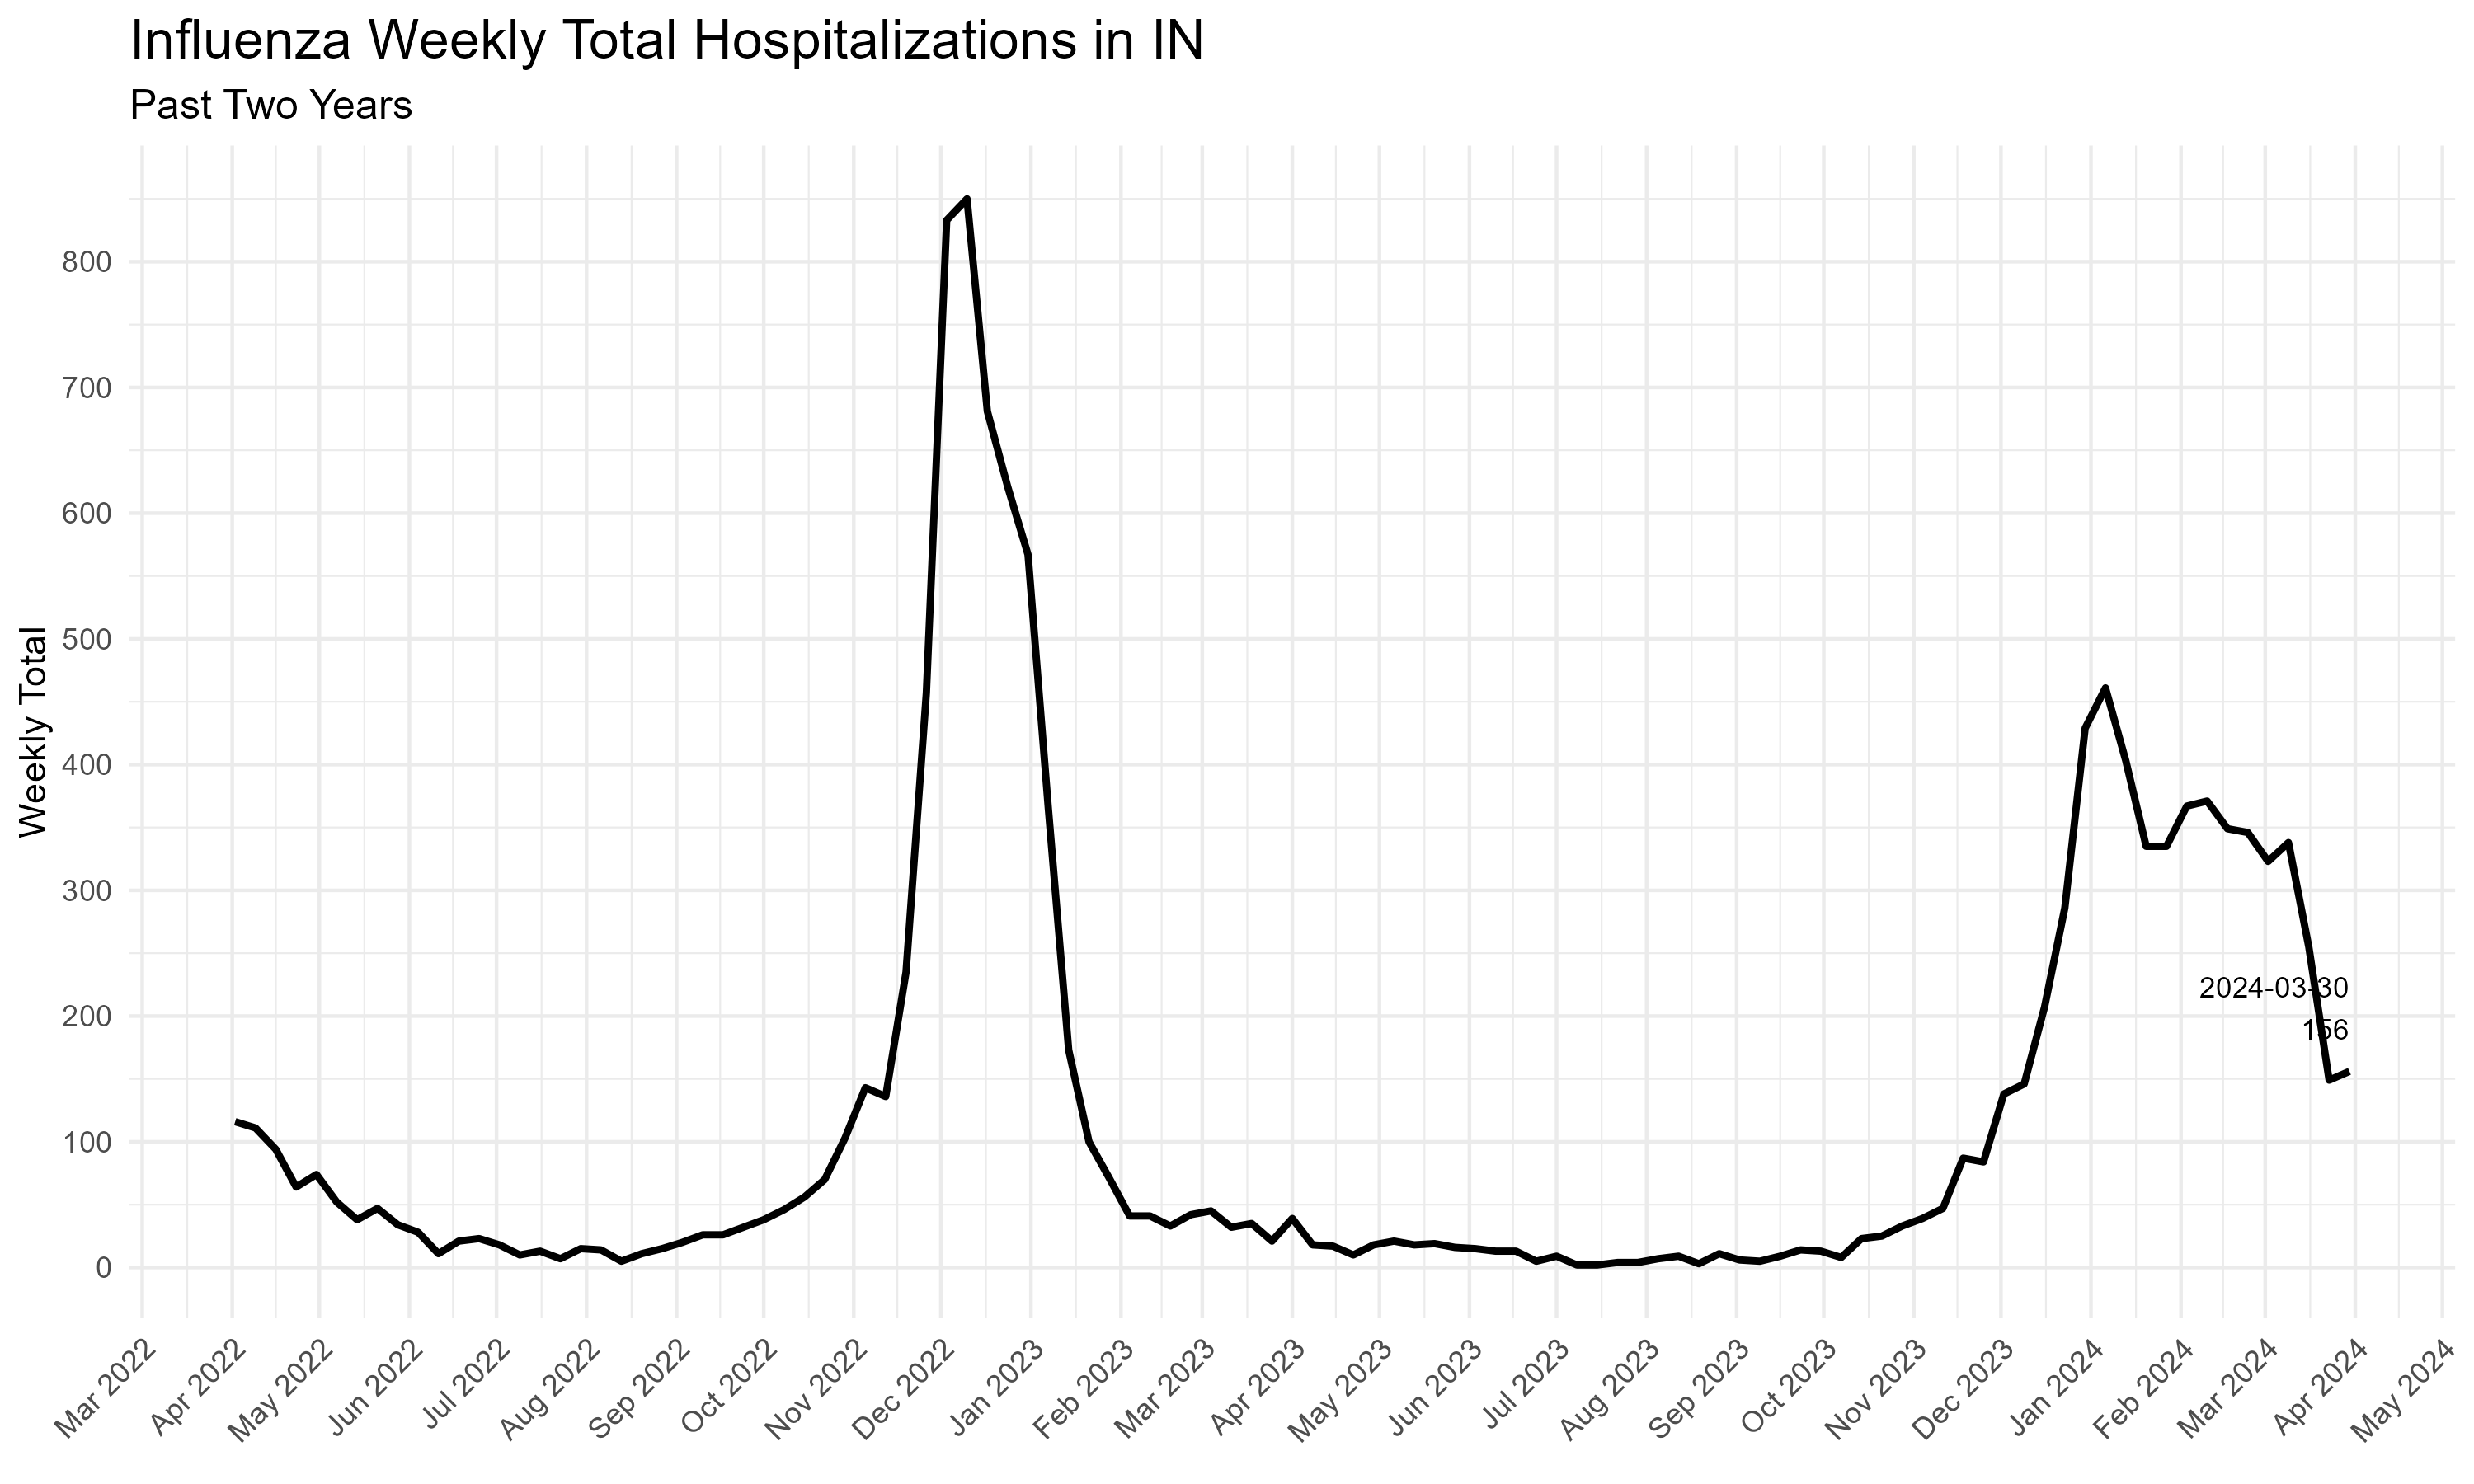 Influenza Weekly Total Hospitalizations in IN
Past Two Years
Weekly Total
800
700
600
500
400
300
200
100
0
2024-03-30
156
Mar 2022
Apr 2022
May 2022
Jun 2022
Jul 2022
Aug 2022
Sep 2022
Oct 2022
Nov 2022
Dec 2022
Jan 2023
Feb 2023
Mar 2023
Apr 2023
May 2023
Jun 2023
Jul 2023
Aug 2023
Sep 2023
Oct 2023
Nov 2023
Dec 2023
Jan 2024
Feb 2024
Mar 2024
Apr 2024
May 2024